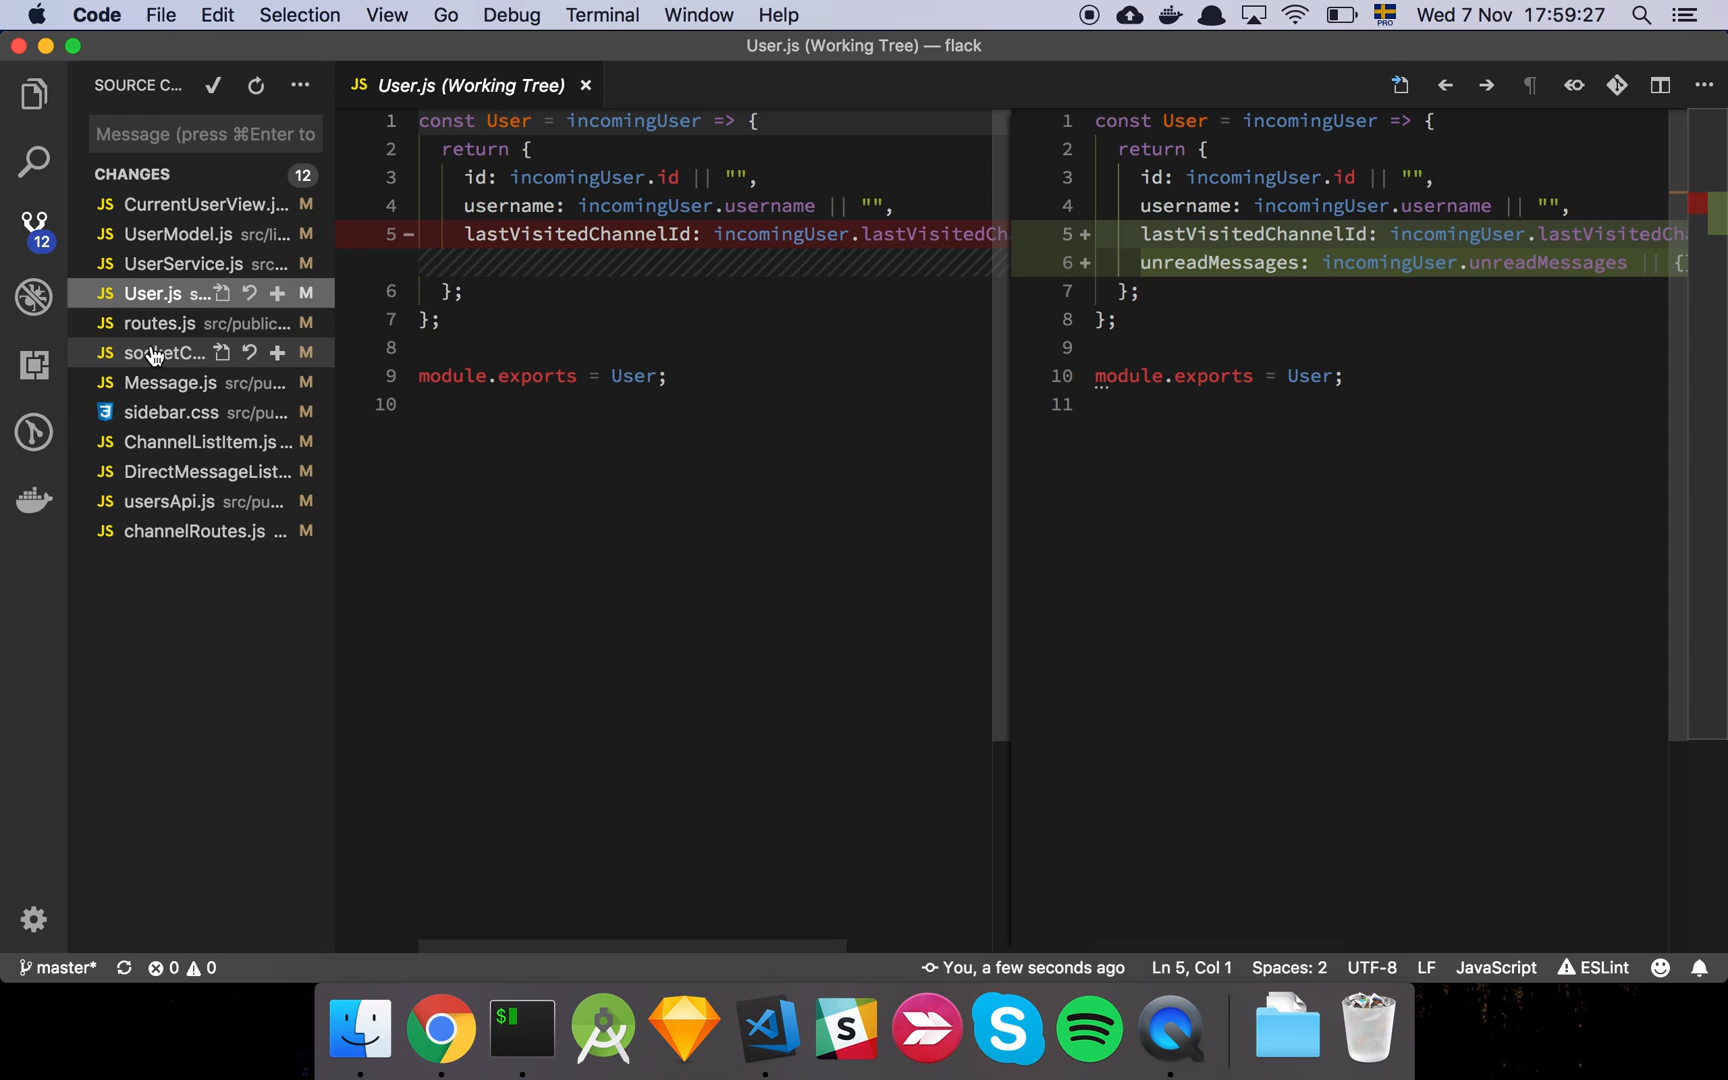 Code File Edit Selection View Go Debug Terminal Window Help PRO Wed 7 Nov 17:59:27
User.js (Working Tree) — flack
SOURCE C...
JS User.js (Working Tree) ×
Message (press ⌘Enter to
CHANGES 12
12
JS CurrentUserView.j... M
JS UserModel.js src/li... M
JS UserService.js src... M
JS User.js s... M
JS routes.js src/public... M
JS socketC... M
JS Message.js src/pu... M
3 sidebar.css src/pu... M
JS ChannelListItem.js ... M
JS DirectMessageList... M
JS usersApi.js src/pu... M
JS channelRoutes.js ... M
1 const User = incomingUser => {
2 return {
3 id: incomingUser.id || "",
4 username: incomingUser.username || "",
5 − lastVisitedChannelId: incomingUser.lastVisitedCh
6 };
7 };
8
9 module.exports = User;
10
1 const User = incomingUser => {
2 return {
3 id: incomingUser.id || "",
4 username: incomingUser.username || "",
5 + lastVisitedChannelId: incomingUser.lastVisitedCha
6 + unreadMessages: incomingUser.unreadMessages || {}
7 };
8 };
9
10 module.exports = User;
11
master* 0 0 You, a few seconds ago Ln 5, Col 1 Spaces: 2 UTF-8 LF JavaScript ESLint
$ S S